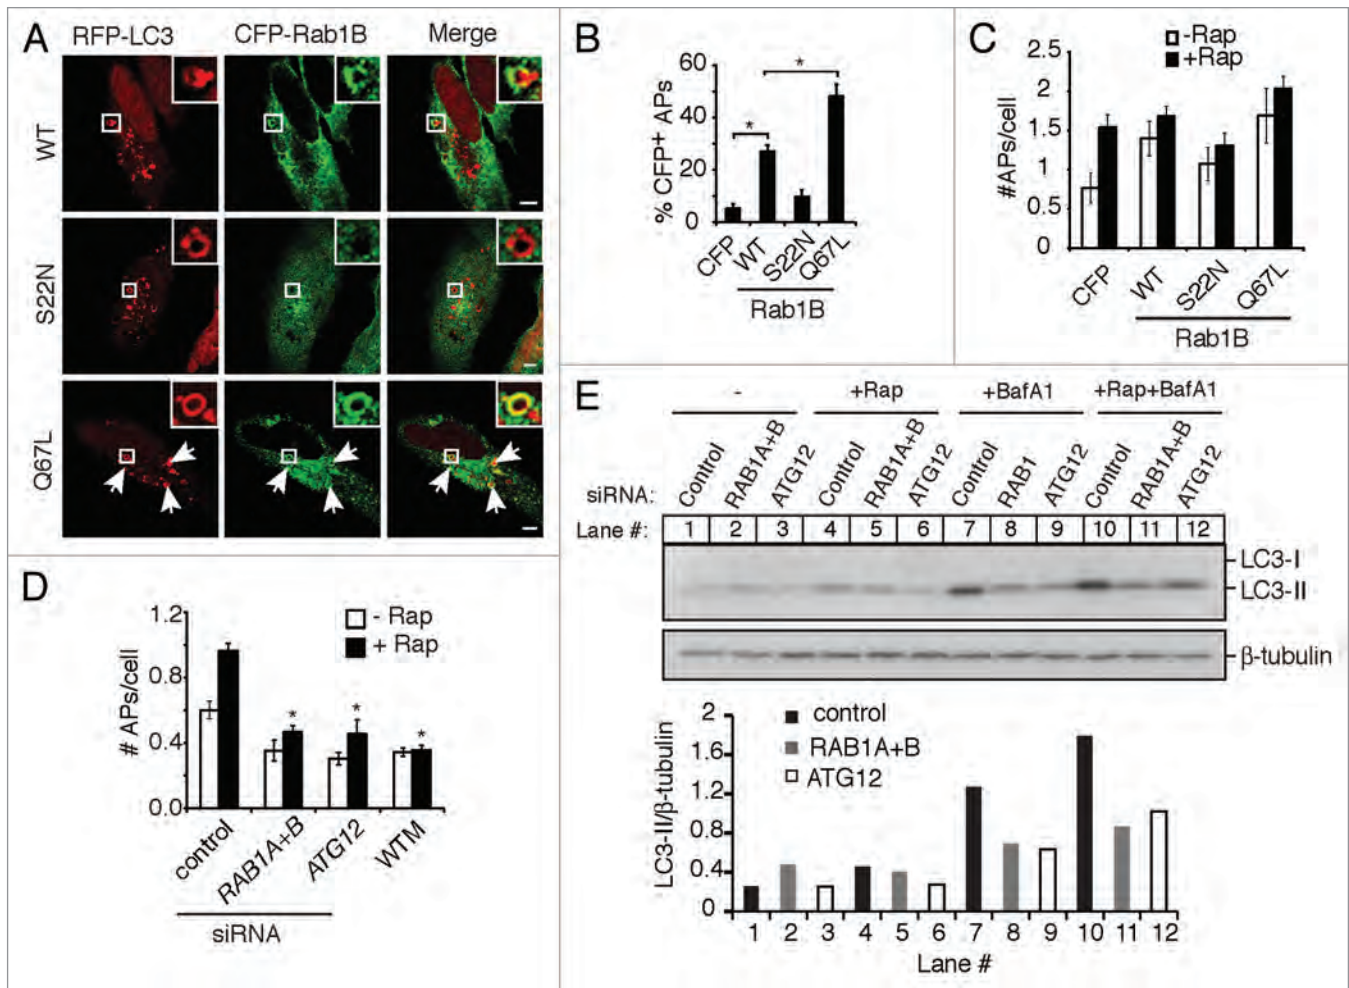 A
RFP-LC3 CFP-Rab1B Merge
WT
S22N
Q67L
B
% CFP+ APs
60
40
20
0
* *
CFP WT S22N Q67L
Rab1B
C
#APs/cell
2.5
2
1.5
1
0.5
0
-Rap
+Rap
CFP WT S22N Q67L
Rab1B
D
# APs/cell
1.2
0.8
0.4
0.0
- Rap
+ Rap
* * *
control RAB1A+B ATG12 WTM
siRNA
E
- +Rap +BafA1 +Rap+BafA1
siRNA: Control RAB1A+B ATG12 Control RAB1A+B ATG12 Control RAB1 ATG12 Control RAB1A+B ATG12
Lane #: 1 2 3 4 5 6 7 8 9 10 11 12
LC3-I
LC3-II
β-tubulin
LC3-II/β-tubulin
2
1.6
1.2
0.8
0.4
0
control
RAB1A+B
ATG12
1 2 3 4 5 6 7 8 9 10 11 12
Lane #